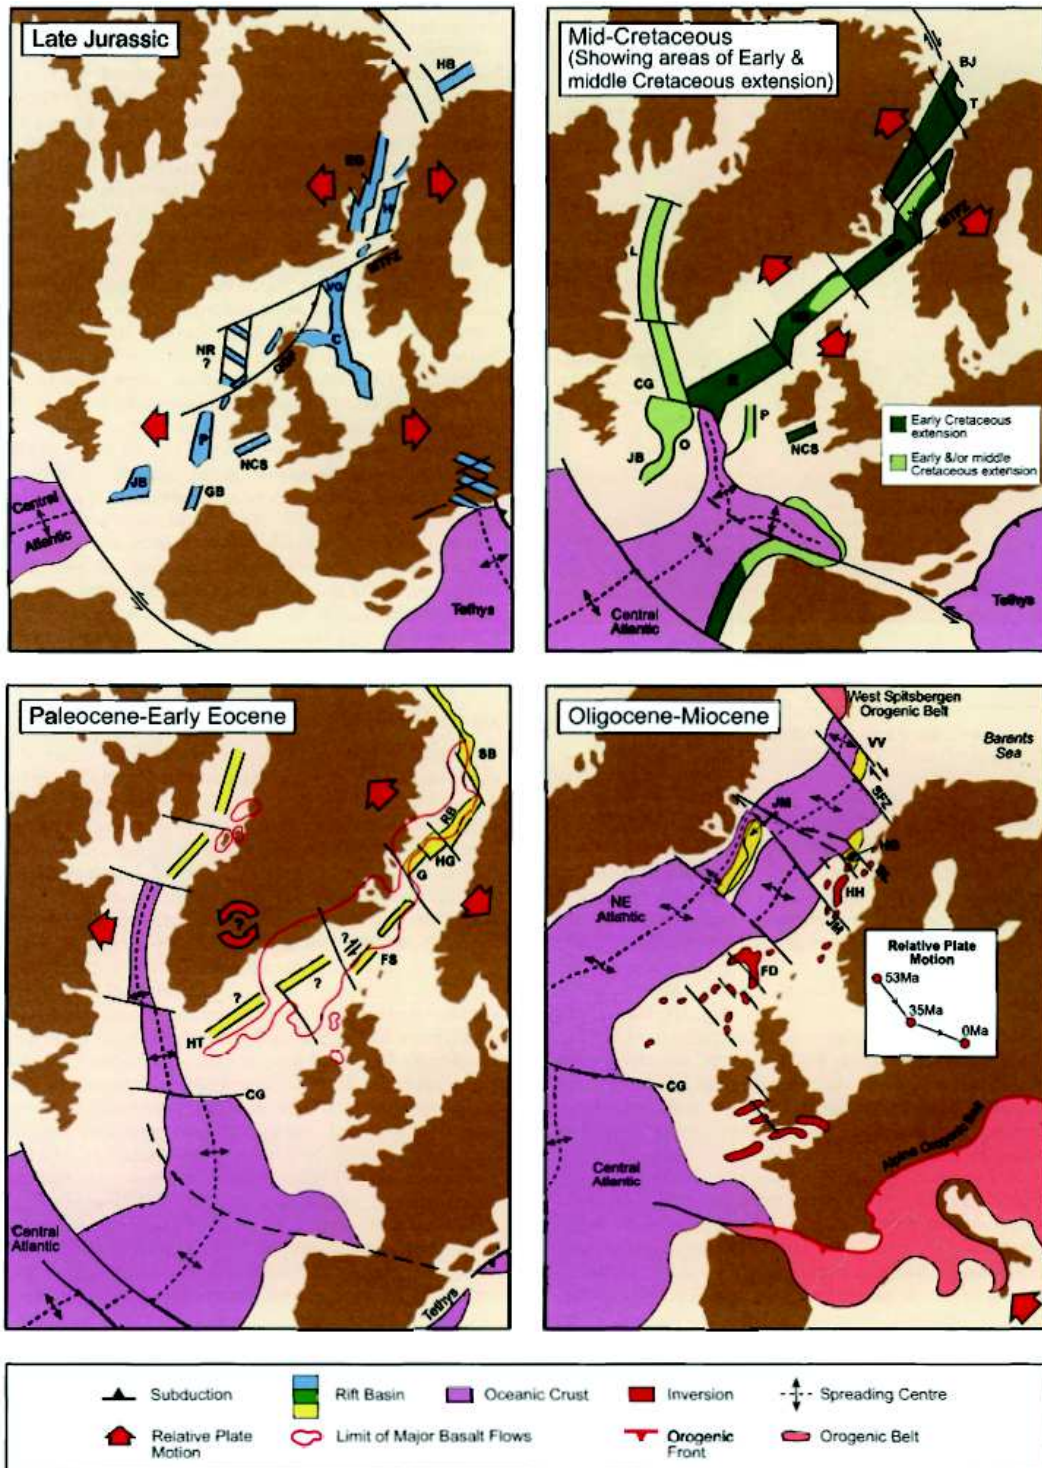 Late Jurassic
HB
MTFZ
VG
C
NR
?
P
NCS
JB
GB
Central
Atlantic
Tethys
Mid-Cretaceous
(Showing areas of Early &
middle Cretaceous extension)
BJ
T
MTFZ
L
CG
P
O
JB
NCS
Early Cretaceous
extension
Early &/or middle
Cretaceous extension
Central
Atlantic
Tethys
Paleocene-Early Eocene
SB
RB
HG
G
?
?
FS
?
?
HT
CG
Central
Atlantic
Tethys
Oligocene-Miocene
West Spitsbergen
Orogenic Belt
Barents
Sea
VV
SFZ
JM
HH
JM
NE
Atlantic
FD
Relative Plate
Motion
53Ma
35Ma
0Ma
CG
Central
Atlantic
Alpine Orogenic Belt
Subduction
Rift Basin
Oceanic Crust
Inversion
Spreading Centre
Relative Plate
Motion
Limit of Major Basalt Flows
Orogenic
Front
Orogenic Belt